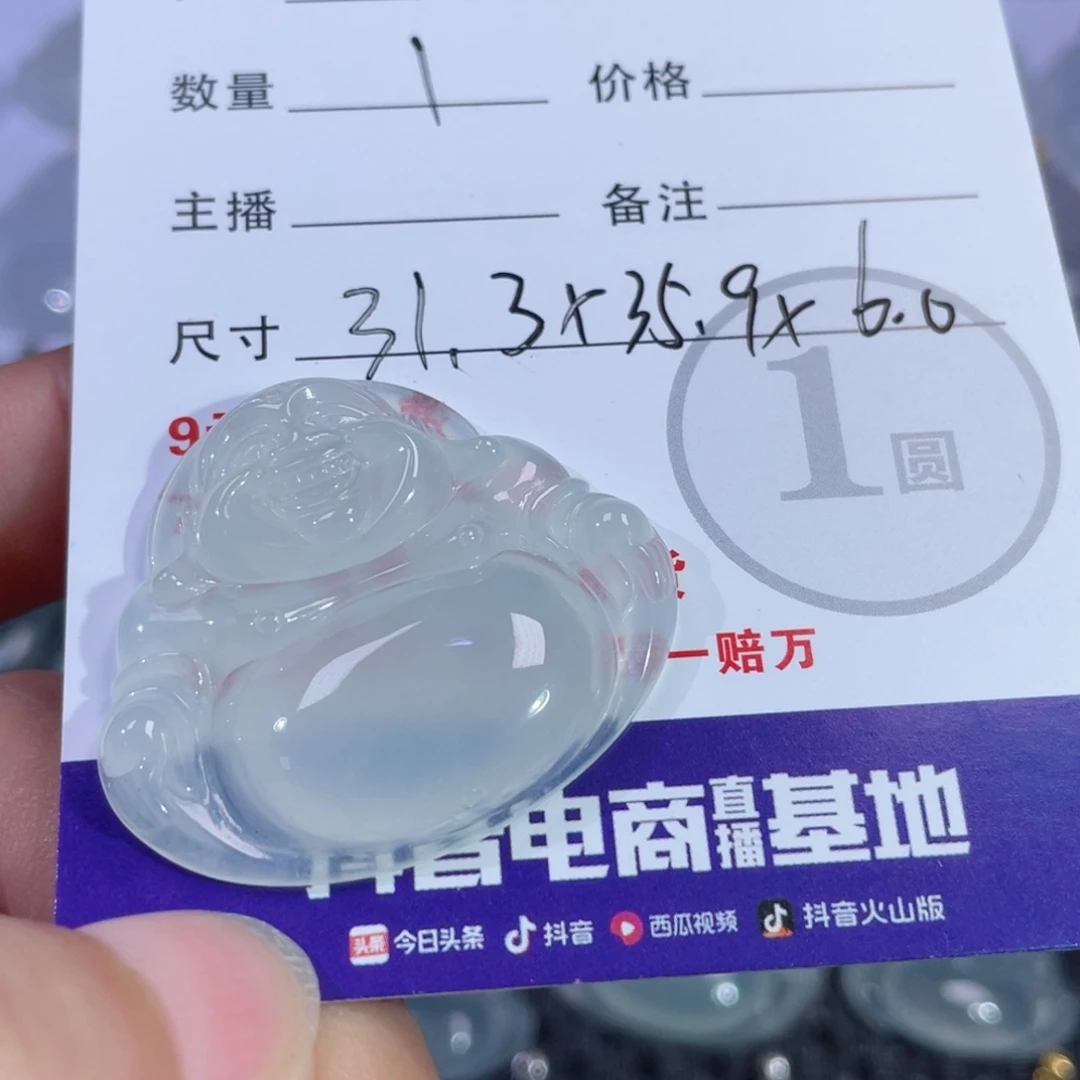 数量 1 价格
主播 备注
尺寸 31.3x35.9x6.0
1圆
9
一赔万
抖音电商直播基地
头条 今日头条 抖音 西瓜视频 抖音火山版